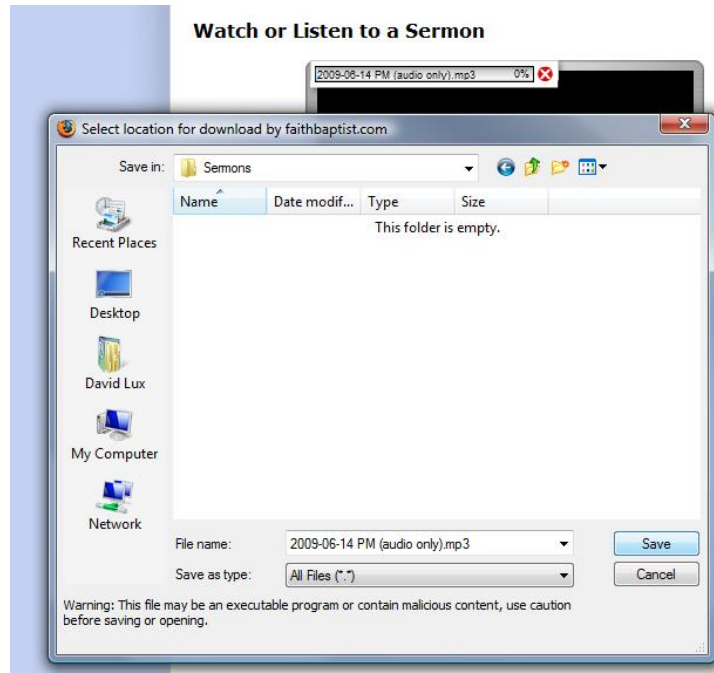 Watch or Listen to a Sermon
2009-06-14 PM (audio only).mp3 0%
Select location for download by faithbaptist.com
Save in: Sermons
Name Date modif... Type Size
This folder is empty.
Recent Places
Desktop
David Lux
My Computer
Network
File name: 2009-06-14 PM (audio only).mp3 Save
Save as type: All Files (*.*) Cancel
Warning: This file may be an executable program or contain malicious content, use caution
before saving or opening.